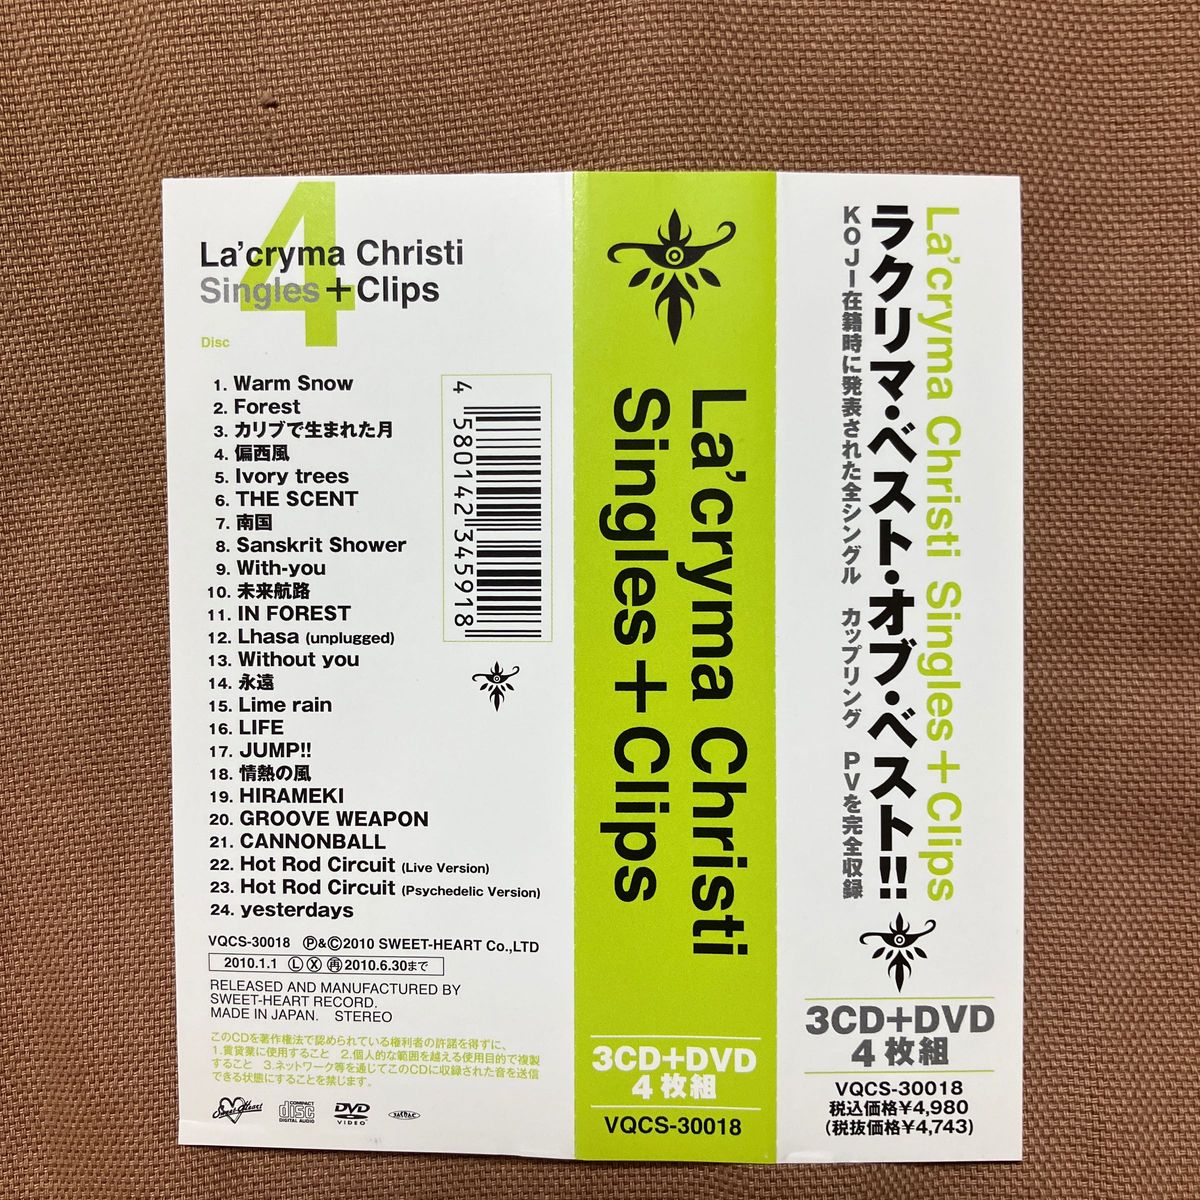 4
La'cryma Christi
Singles+Clips
Disc
1. Warm Snow
2. Forest
3. カリブで生まれた月
4. 偏西風
5. Ivory trees
6. THE SCENT
7. 南国
8. Sanskrit Shower
9. With-you
10. 未来航路
11. IN FOREST
12. Lhasa (unplugged)
13. Without you
14. 永遠
15. Lime rain
16. LIFE
17. JUMP!!
18. 情熱の風
19. HIRAMEKI
20. GROOVE WEAPON
21. CANNONBALL
22. Hot Rod Circuit (Live Version)
23. Hot Rod Circuit (Psychedelic Version)
24. yesterdays
4 580142 345918
VQCS-30018 Ⓟ&Ⓒ2010 SWEET-HEART Co.,LTD
2010.1.1 Ⓛ Ⓧ 再 2010.6.30まで
RELEASED AND MANUFACTURED BY
SWEET-HEART RECORD.
MADE IN JAPAN. STEREO
このCDを著作権法で認められている権利者の許諾を得ずに、
1.賃貸業に使用すること 2.個人的な範囲を越える使用目的で複製
すること 3.ネットワーク等を通じてこのCDに収録された音を送信
できる状態にすることを禁じます。
Sweet-Heart
COMPACT
disc
DIGITAL AUDIO
DVD
VIDEO
La'cryma Christi
Singles+Clips
3CD+DVD
4枚組
VQCS-30018
La'cryma Christi Singles+Clips
ラクリマ・ベスト・オブ・ベスト!!
KOJI在籍時に発表された全シングル カップリング PVを完全収録
3CD+DVD
4枚組
VQCS-30018
税込価格¥4,980
(税抜価格¥4,743)